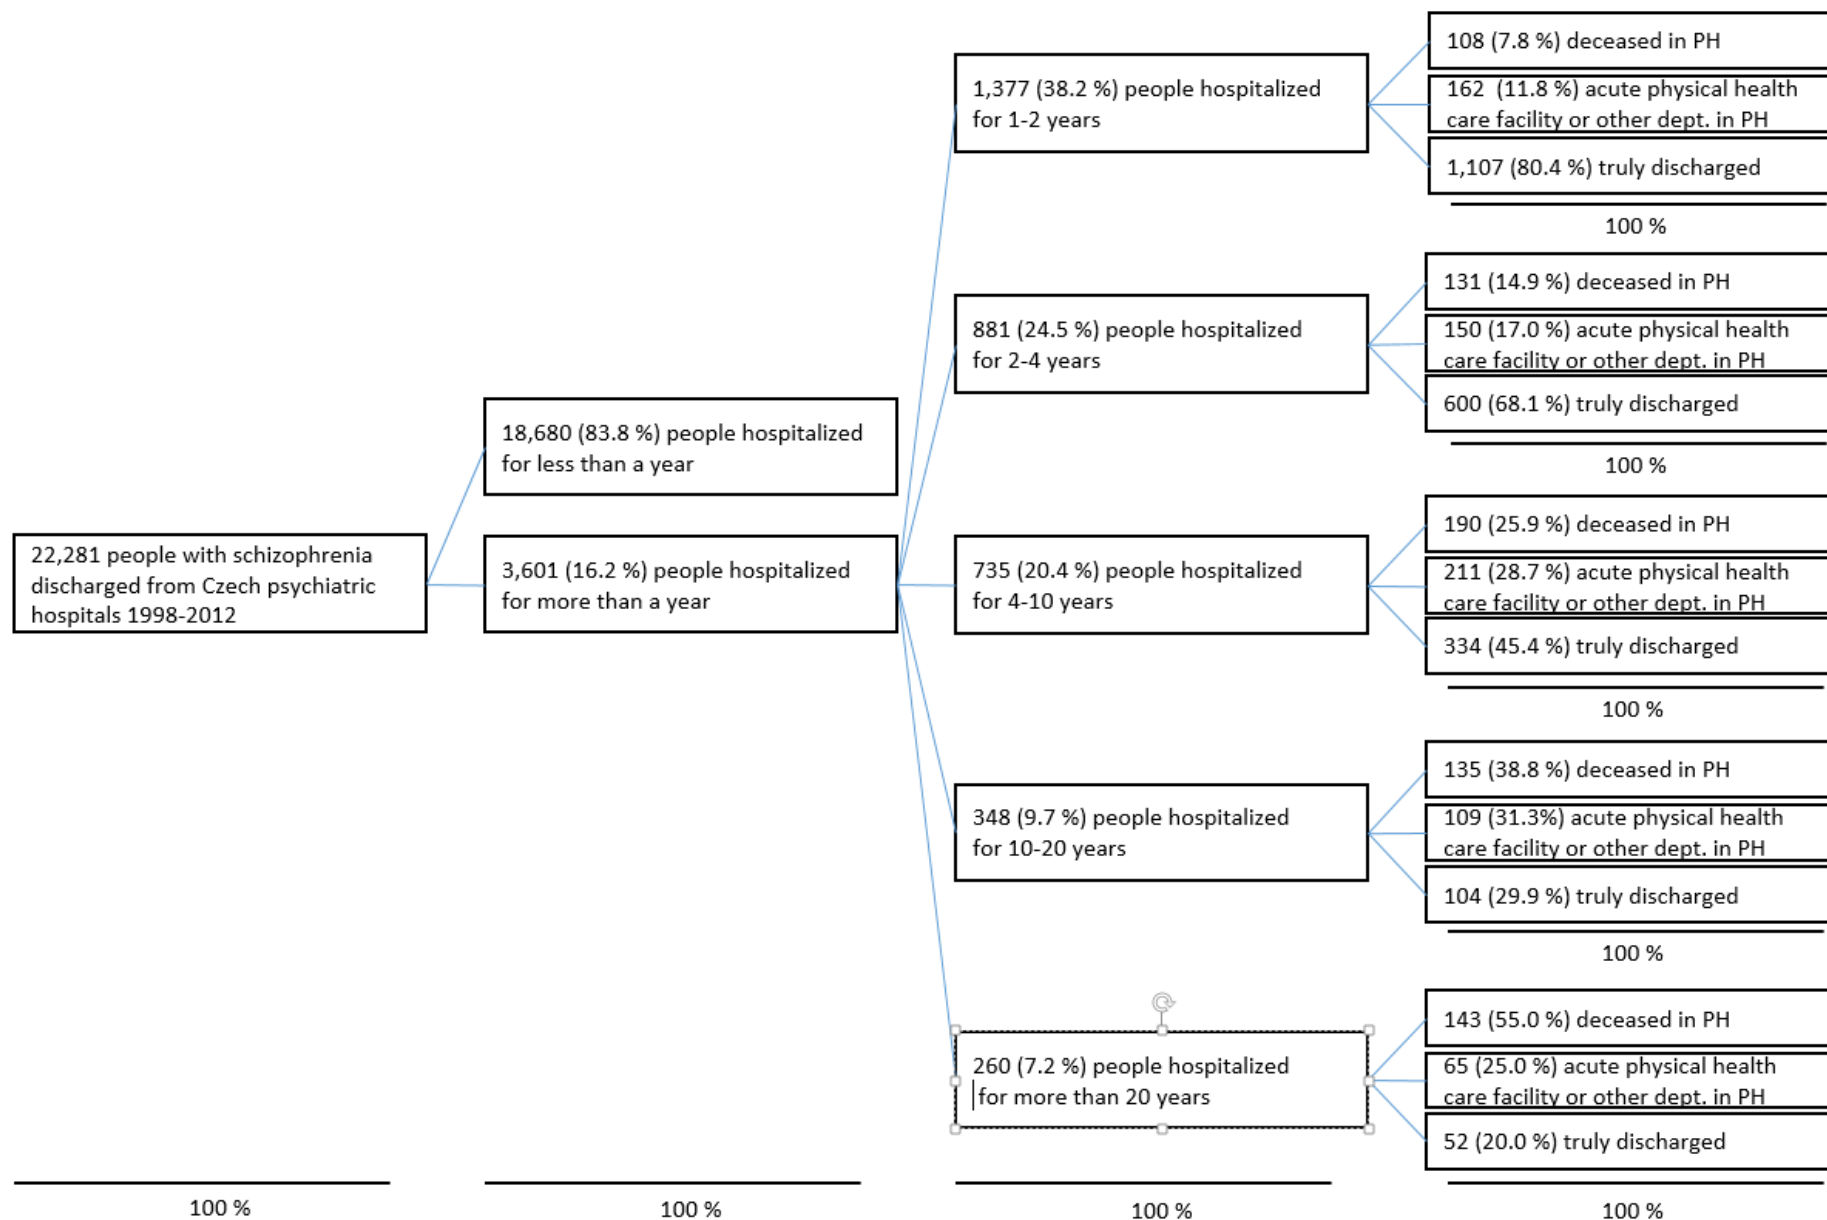 22,281 people with schizophrenia
discharged from Czech psychiatric
hospitals 1998-2012
100 %
18,680 (83.8 %) people hospitalized
for less than a year
3,601 (16.2 %) people hospitalized
for more than a year
100 %
1,377 (38.2 %) people hospitalized
for 1-2 years
881 (24.5 %) people hospitalized
for 2-4 years
735 (20.4 %) people hospitalized
for 4-10 years
348 (9.7 %) people hospitalized
for 10-20 years
260 (7.2 %) people hospitalized
for more than 20 years
100 %
108 (7.8 %) deceased in PH
162 (11.8 %) acute physical health
care facility or other dept. in PH
1,107 (80.4 %) truly discharged
100 %
131 (14.9 %) deceased in PH
150 (17.0 %) acute physical health
care facility or other dept. in PH
600 (68.1 %) truly discharged
100 %
190 (25.9 %) deceased in PH
211 (28.7 %) acute physical health
care facility or other dept. in PH
334 (45.4 %) truly discharged
100 %
135 (38.8 %) deceased in PH
109 (31.3%) acute physical health
care facility or other dept. in PH
104 (29.9 %) truly discharged
100 %
143 (55.0 %) deceased in PH
65 (25.0 %) acute physical health
care facility or other dept. in PH
52 (20.0 %) truly discharged
100 %